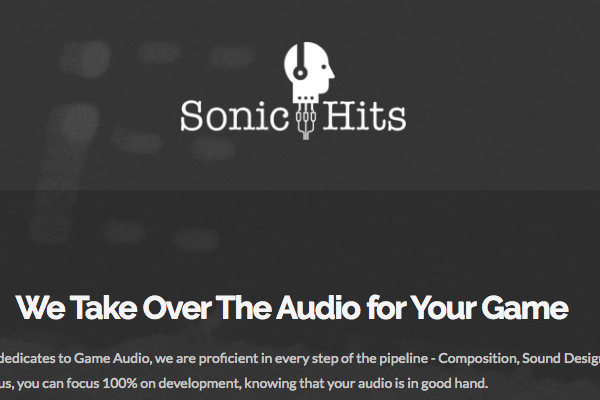 Sonic Hits
We Take Over The Audio for Your Game
dedicates to Game Audio, we are proficient in every step of the pipeline - Composition, Sound Design
us, you can focus 100% on development, knowing that your audio is in good hand.